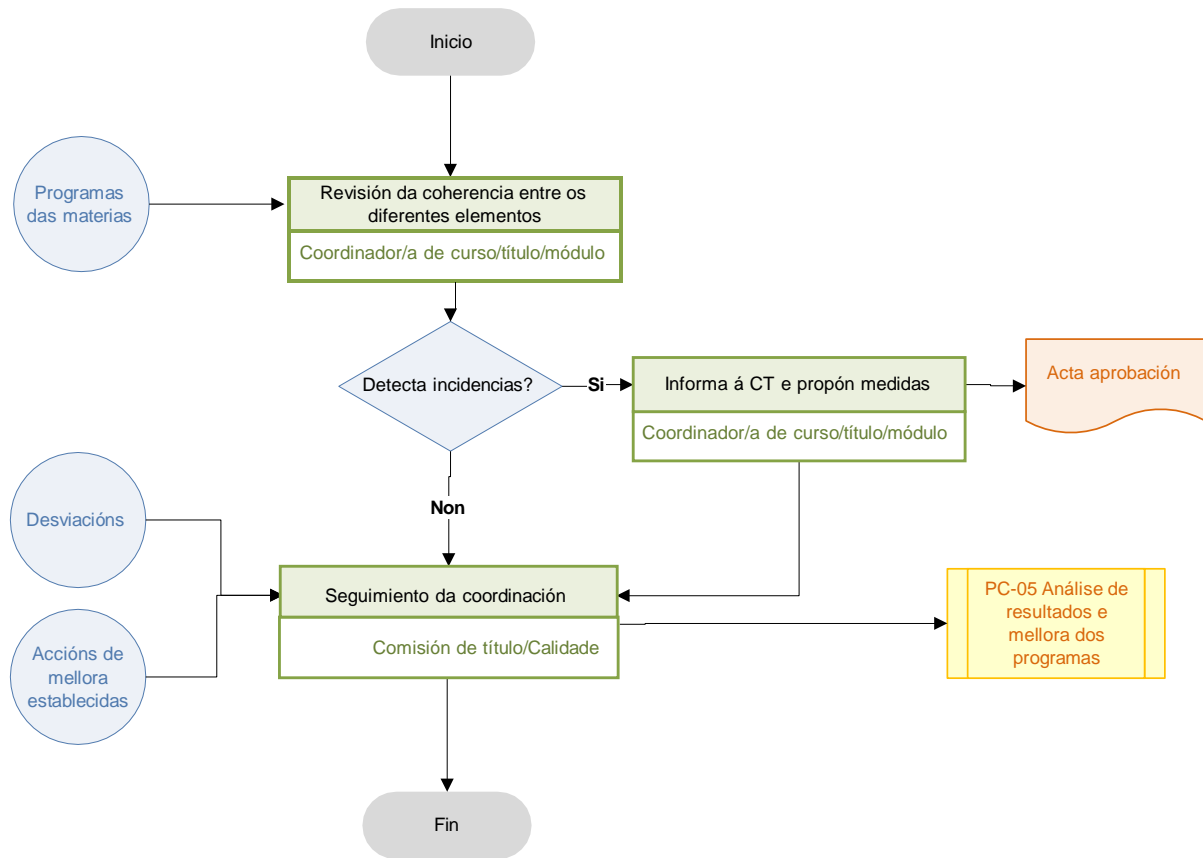 Inicio
Programas
das materias
Revisión da coherencia entre os
diferentes elementos
Coordinador/a de curso/título/módulo
Detecta incidencias?
Si
Informa á CT e propón medidas
Coordinador/a de curso/título/módulo
Acta aprobación
Non
Desviacións
Accións de
mellora
establecidas
Seguimiento da coordinación
Comisión de título/Calidade
PC-05 Análise de
resultados e
mellora dos
programas
Fin